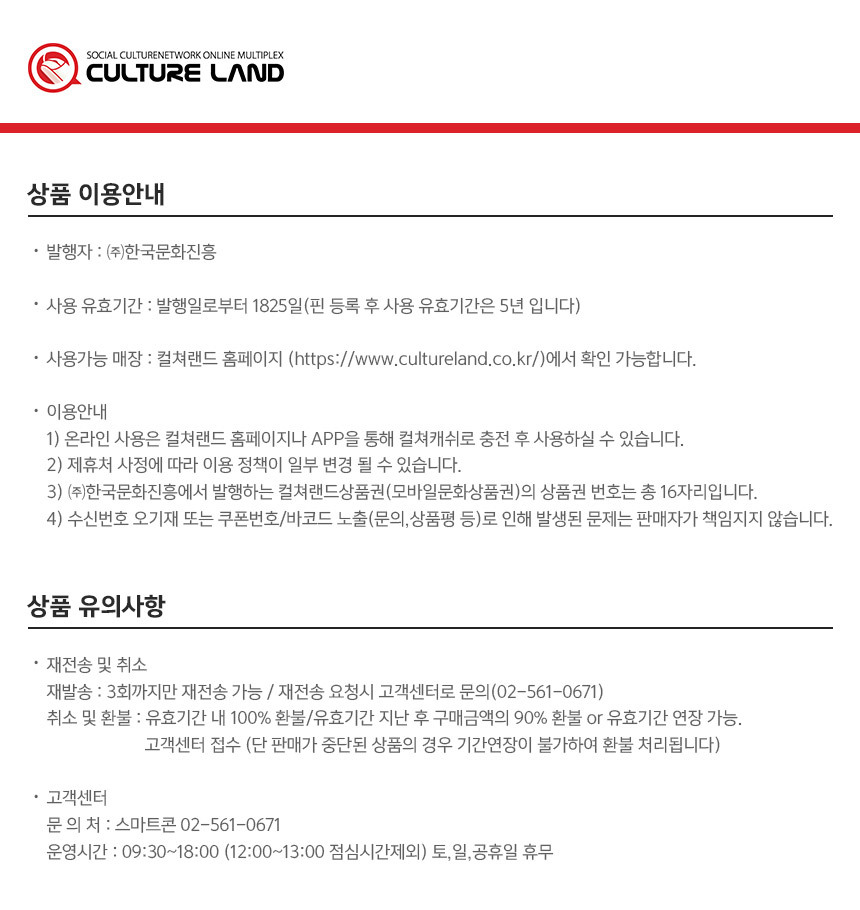 SOCIAL CULTURENETWORK ONLINE MULTIPLEX
CULTURE LAND
상품 이용안내
· 발행자 : ㈜한국문화진흥
· 사용 유효기간 : 발행일로부터 1825일(핀 등록 후 사용 유효기간은 5년 입니다)
· 사용가능 매장 : 컬쳐랜드 홈페이지 (https://www.cultureland.co.kr/)에서 확인 가능합니다.
· 이용안내
1) 온라인 사용은 컬쳐랜드 홈페이지나 APP을 통해 컬쳐캐쉬로 충전 후 사용하실 수 있습니다.
2) 제휴처 사정에 따라 이용 정책이 일부 변경 될 수 있습니다.
3) ㈜한국문화진흥에서 발행하는 컬쳐랜드상품권(모바일문화상품권)의 상품권 번호는 총 16자리입니다.
4) 수신번호 오기재 또는 쿠폰번호/바코드 노출(문의,상품평 등)로 인해 발생된 문제는 판매자가 책임지지 않습니다.
상품 유의사항
· 재전송 및 취소
재발송 : 3회까지만 재전송 가능 / 재전송 요청시 고객센터로 문의(02-561-0671)
취소 및 환불 : 유효기간 내 100% 환불/유효기간 지난 후 구매금액의 90% 환불 or 유효기간 연장 가능.
고객센터 접수 (단 판매가 중단된 상품의 경우 기간연장이 불가하여 환불 처리됩니다)
· 고객센터
문 의 처 : 스마트콘 02-561-0671
운영시간 : 09:30~18:00 (12:00~13:00 점심시간제외) 토,일,공휴일 휴무